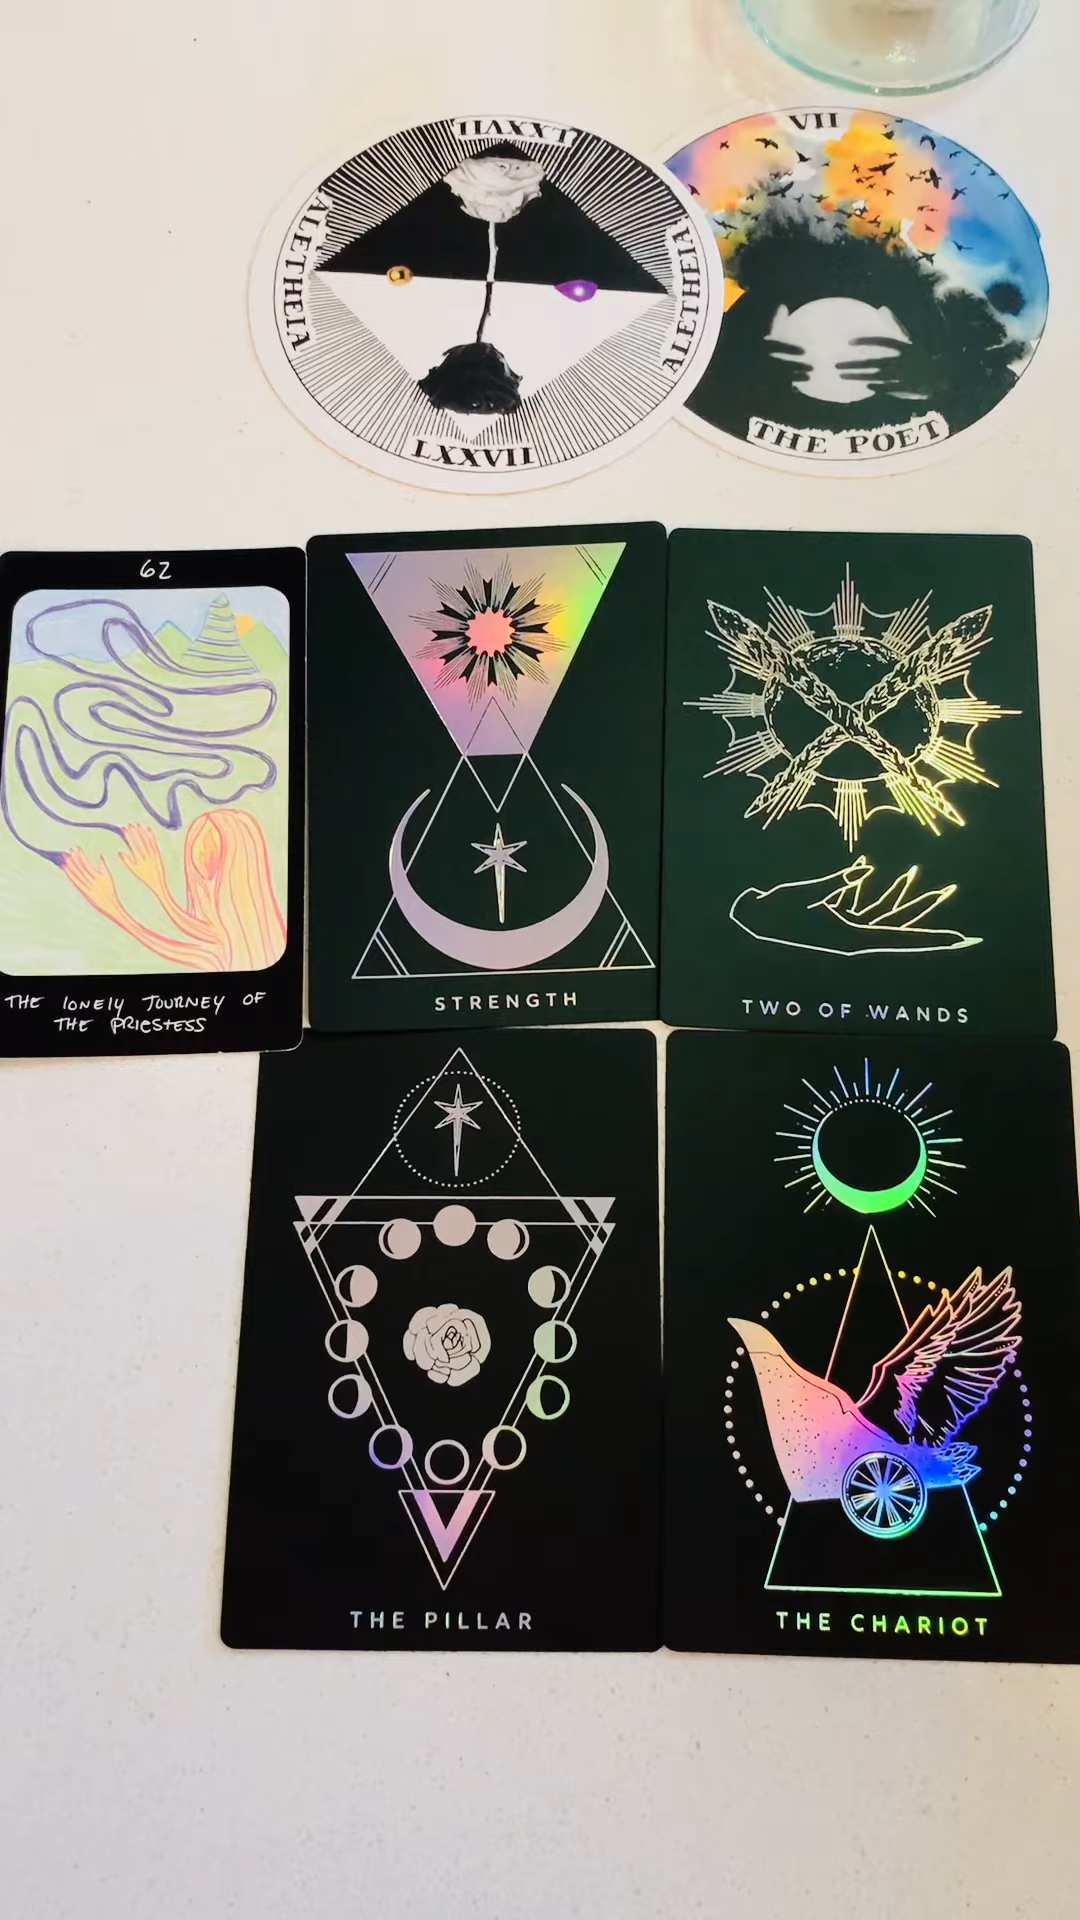 LXXVII
ALETHEIA
ALETHEIA
LXXVII
VII
THE POET
62
THE LONELY JOURNEY OF
THE PRIESTESS
STRENGTH
TWO OF WANDS
THE PILLAR
THE CHARIOT